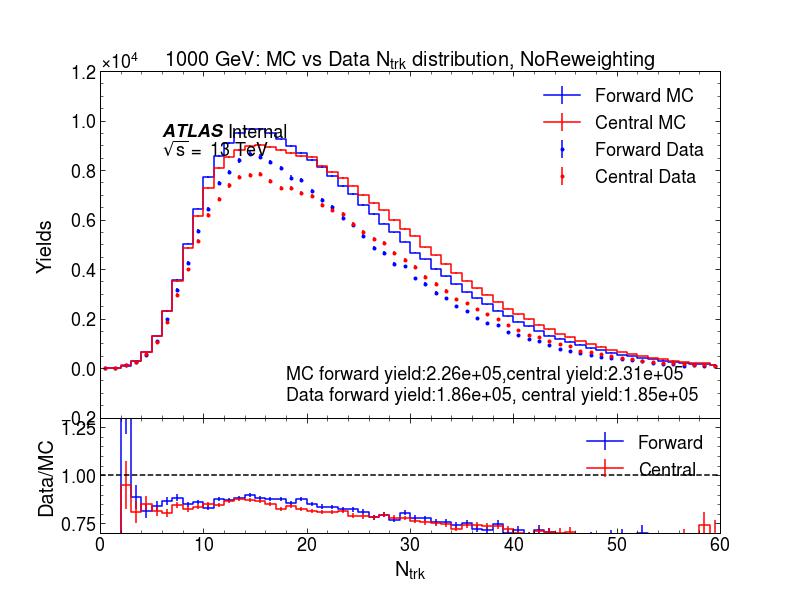 ×10⁴ 1000 GeV: MC vs Data Nₜᵣₖ distribution, NoReweighting
1.2
1.0
0.8
0.6
0.4
0.2
0.0
0.2
Yields
ATLAS Internal
√s = 13 TeV
Forward MC
Central MC
Forward Data
Central Data
MC forward yield:2.26e+05,central yield:2.31e+05
Data forward yield:1.86e+05, central yield:1.85e+05
1.25
1.00
0.75
Data/MC
Forward
Central
0 10 20 30 40 50 60
Nₜᵣₖ